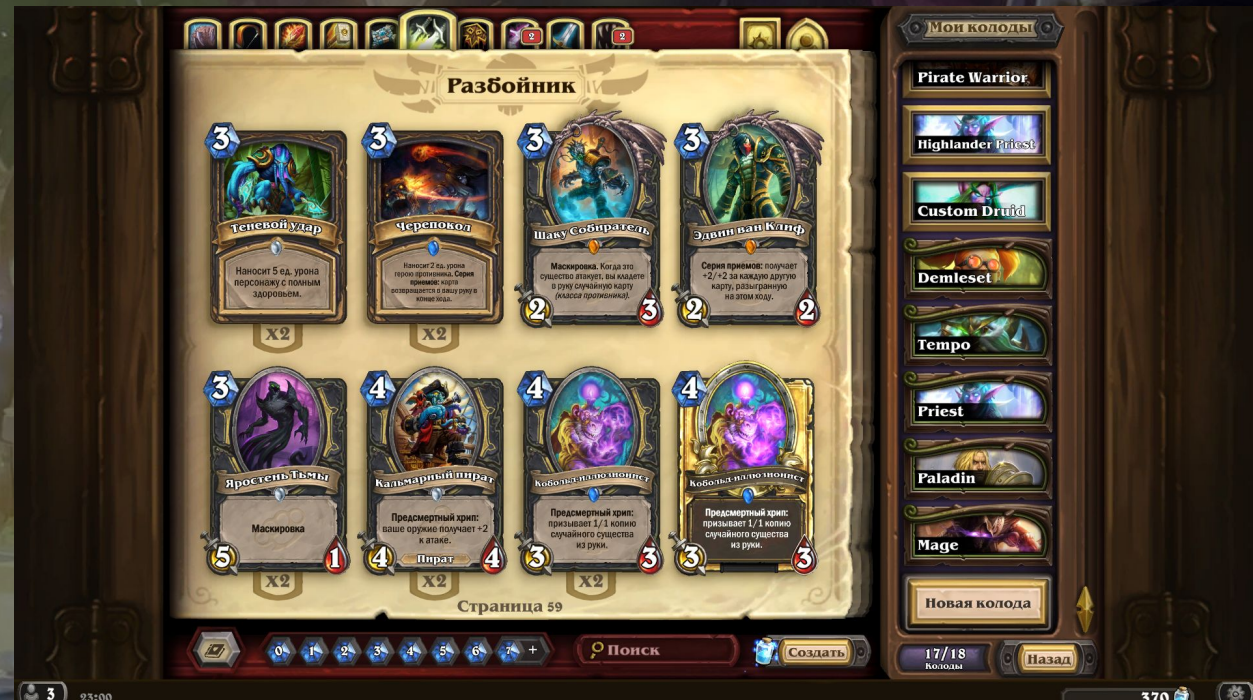 2
2
Мои колоды
Разбойник
Pirate Warrior
Highlander Priest
Custom Druid
Demleset
Tempo
Priest
Paladin
Mage
Новая колода
17/18
Колоды
Назад
3
Теневой удар
Наносит 5 ед. урона
персонажу с полным
здоровьем.
X2
3
Черепокол
Наносит 2 ед. урона
герою противника. Серия
приемов: карта
возвращается в вашу руку в
конце хода.
X2
3
Шаку Собиратель
Маскировка. Когда это
существо атакует, вы кладете
в руку случайную карту
(класса противника).
2
3
3
Эдвин ван Клиф
Серия приемов: получает
+2/+2 за каждую другую
карту, разыгранную
на этом ходу.
2
2
3
Яростень Тьмы
Маскировка
5
1
X2
4
Кальмарный пират
Предсмертный хрип:
ваше оружие получает +2
к атаке.
Пират
4
4
X2
4
Кобольд-иллюзионист
Предсмертный хрип:
призывает 1/1 копию
случайного существа
из руки.
3
3
X2
4
Кобольд-иллюзионист
Предсмертный хрип:
призывает 1/1 копию
случайного существа
из руки.
3
3
Страница 59
0 1 2 3 4 5 6 7 +
Поиск
Создать
3
23:00
370